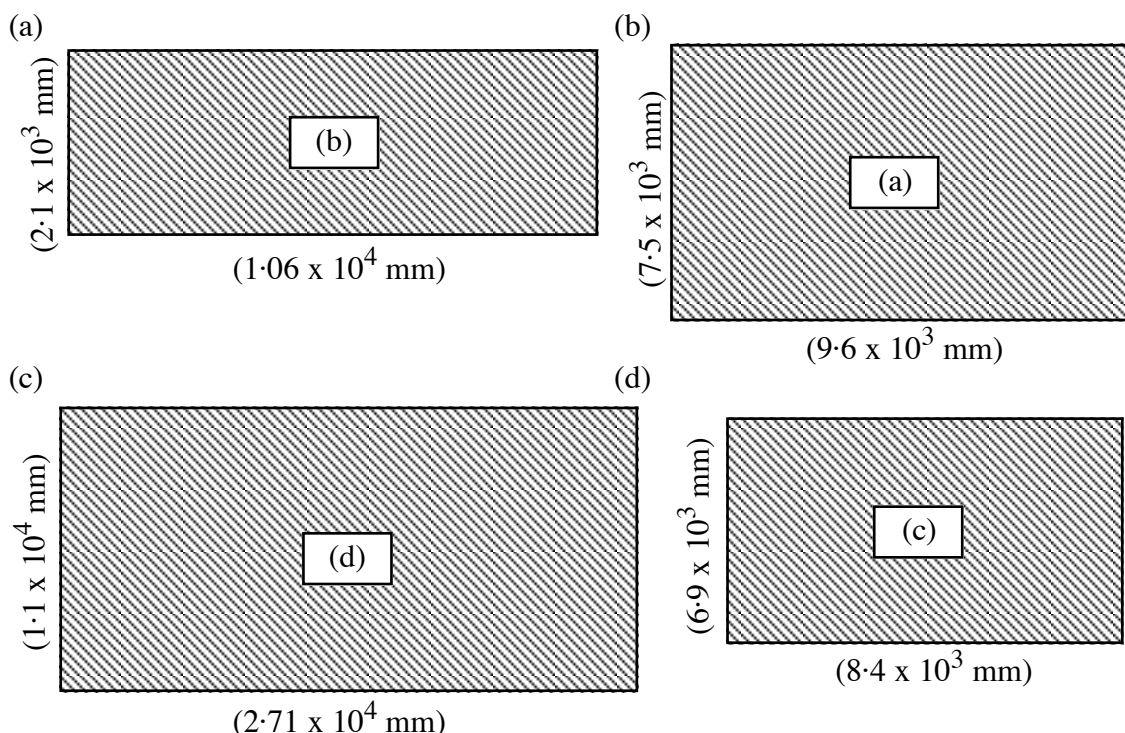 (a)
(2·1 x 10³ mm)
(b)
(1·06 x 10⁴ mm)
(b)
(7·5 x 10³ mm)
(a)
(9·6 x 10³ mm)
(c)
(1·1 x 10⁴ mm)
(d)
(2·71 x 10⁴ mm)
(d)
(6·9 x 10³ mm)
(c)
(8·4 x 10³ mm)